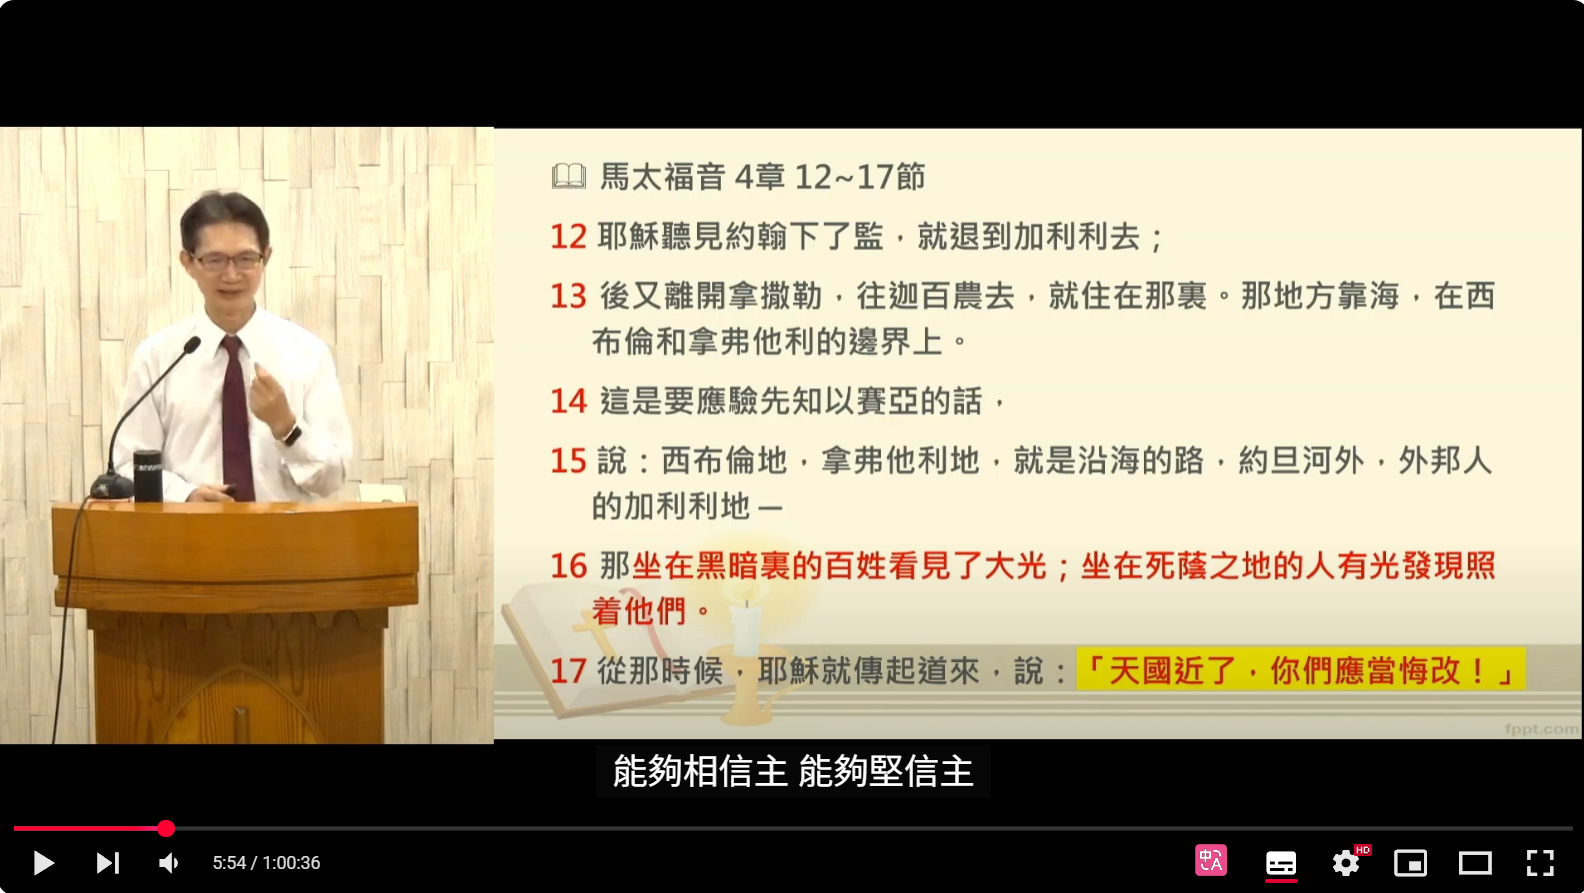 馬太福音 4章 12~17節
12 耶穌聽見約翰下了監，就退到加利利去；
13 後又離開拿撒勒，往迦百農去，就住在那裏。那地方靠海，在西
布倫和拿弗他利的邊界上。
14 這是要應驗先知以賽亞的話，
15 說：西布倫地，拿弗他利地，就是沿海的路，約旦河外，外邦人
的加利利地 —
16 那坐在黑暗裏的百姓看見了大光；坐在死蔭之地的人有光發現照
着他們。
17 從那時候，耶穌就傳起道來，說：「天國近了，你們應當悔改！」
fppt.com
能夠相信主 能夠堅信主
5:54 / 1:00:36
中 A
HD